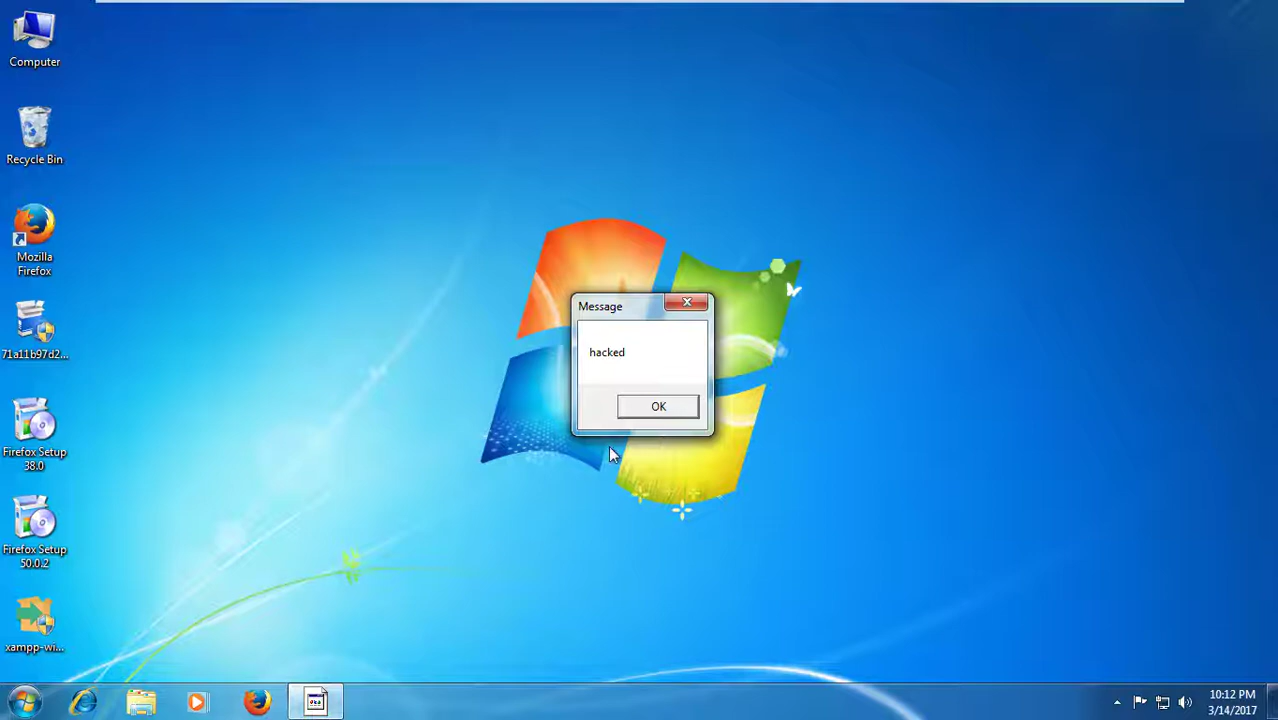 Computer
Recycle Bin
Mozilla
Firefox
71a11b97d2...
Firefox Setup
38.0
Firefox Setup
50.0.2
xampp-wi...
Message
hacked
OK
10:12 PM
3/14/2017